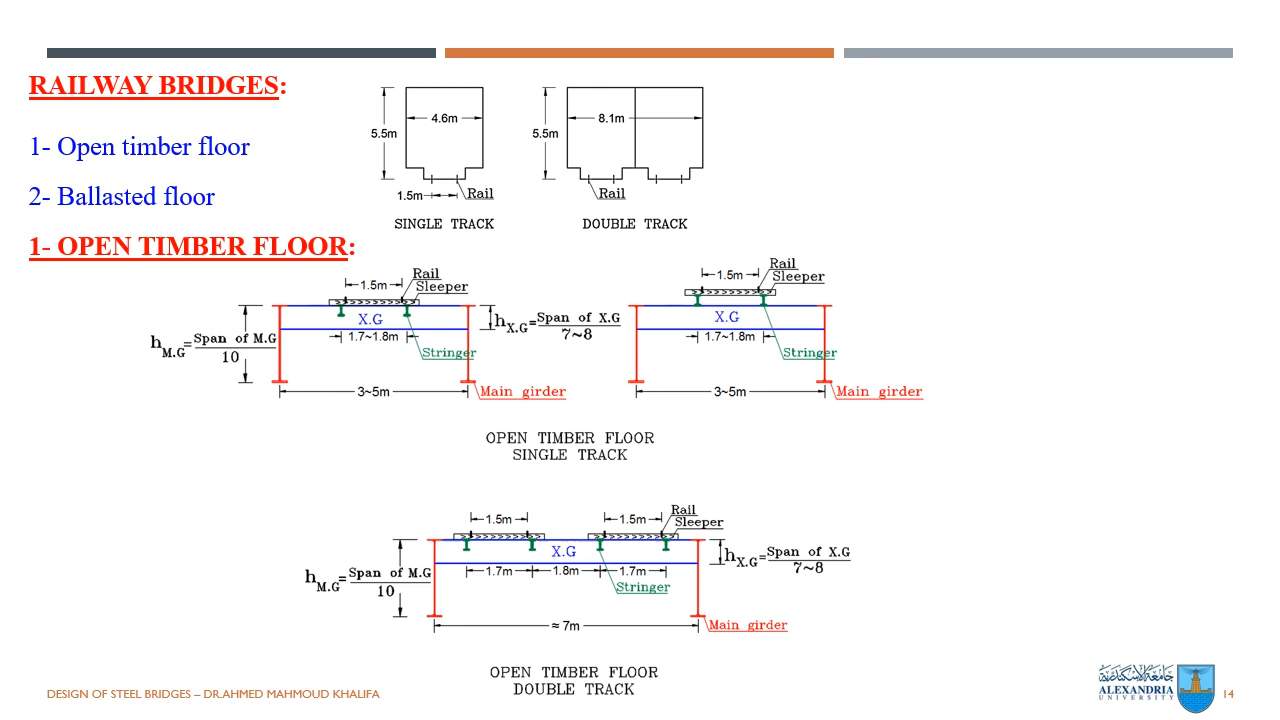 RAILWAY BRIDGES:
1- Open timber floor
2- Ballasted floor
5.5m
4.6m
1.5m
Rail
SINGLE TRACK
5.5m
8.1m
Rail
DOUBLE TRACK
1- OPEN TIMBER FLOOR:
1.5m
Rail
Sleeper
X.G
h M.G = Span of M.G
10
h X.G = Span of X.G
7~8
1.7~1.8m
Stringer
3~5m
Main girder
1.5m
Rail
Sleeper
X.G
1.7~1.8m
Stringer
3~5m
Main girder
OPEN TIMBER FLOOR
SINGLE TRACK
1.5m
1.5m
Rail
Sleeper
X.G
h M.G = Span of M.G
10
h X.G = Span of X.G
7~8
1.7m
1.8m
1.7m
Stringer
≈ 7m
Main girder
OPEN TIMBER FLOOR
DOUBLE TRACK
DESIGN OF STEEL BRIDGES – DR.AHMED MAHMOUD KHALIFA
جامعة الإسكندرية
ALEXANDRIA
UNIVERSITY
14